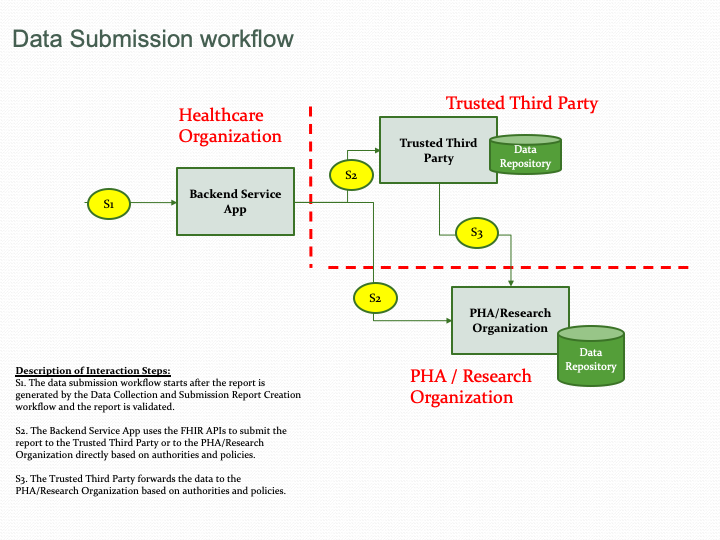 Data Submission workflow
Trusted Third Party
Healthcare
Organization
Trusted Third
Party
Data
Repository
S2
Backend Service
App
S1
S3
S2
PHA/Research
Organization
Data
Repository
PHA / Research
Organization
Description of Interaction Steps:
S1. The data submission workflow starts after the report is
generated by the Data Collection and Submission Report Creation
workflow and the report is validated.
S2. The Backend Service App uses the FHIR APIs to submit the
report to the Trusted Third Party or to the PHA/Research
Organization directly based on authorities and policies.
S3. The Trusted Third Party forwards the data to the
PHA/Research Organization based on authorities and policies.